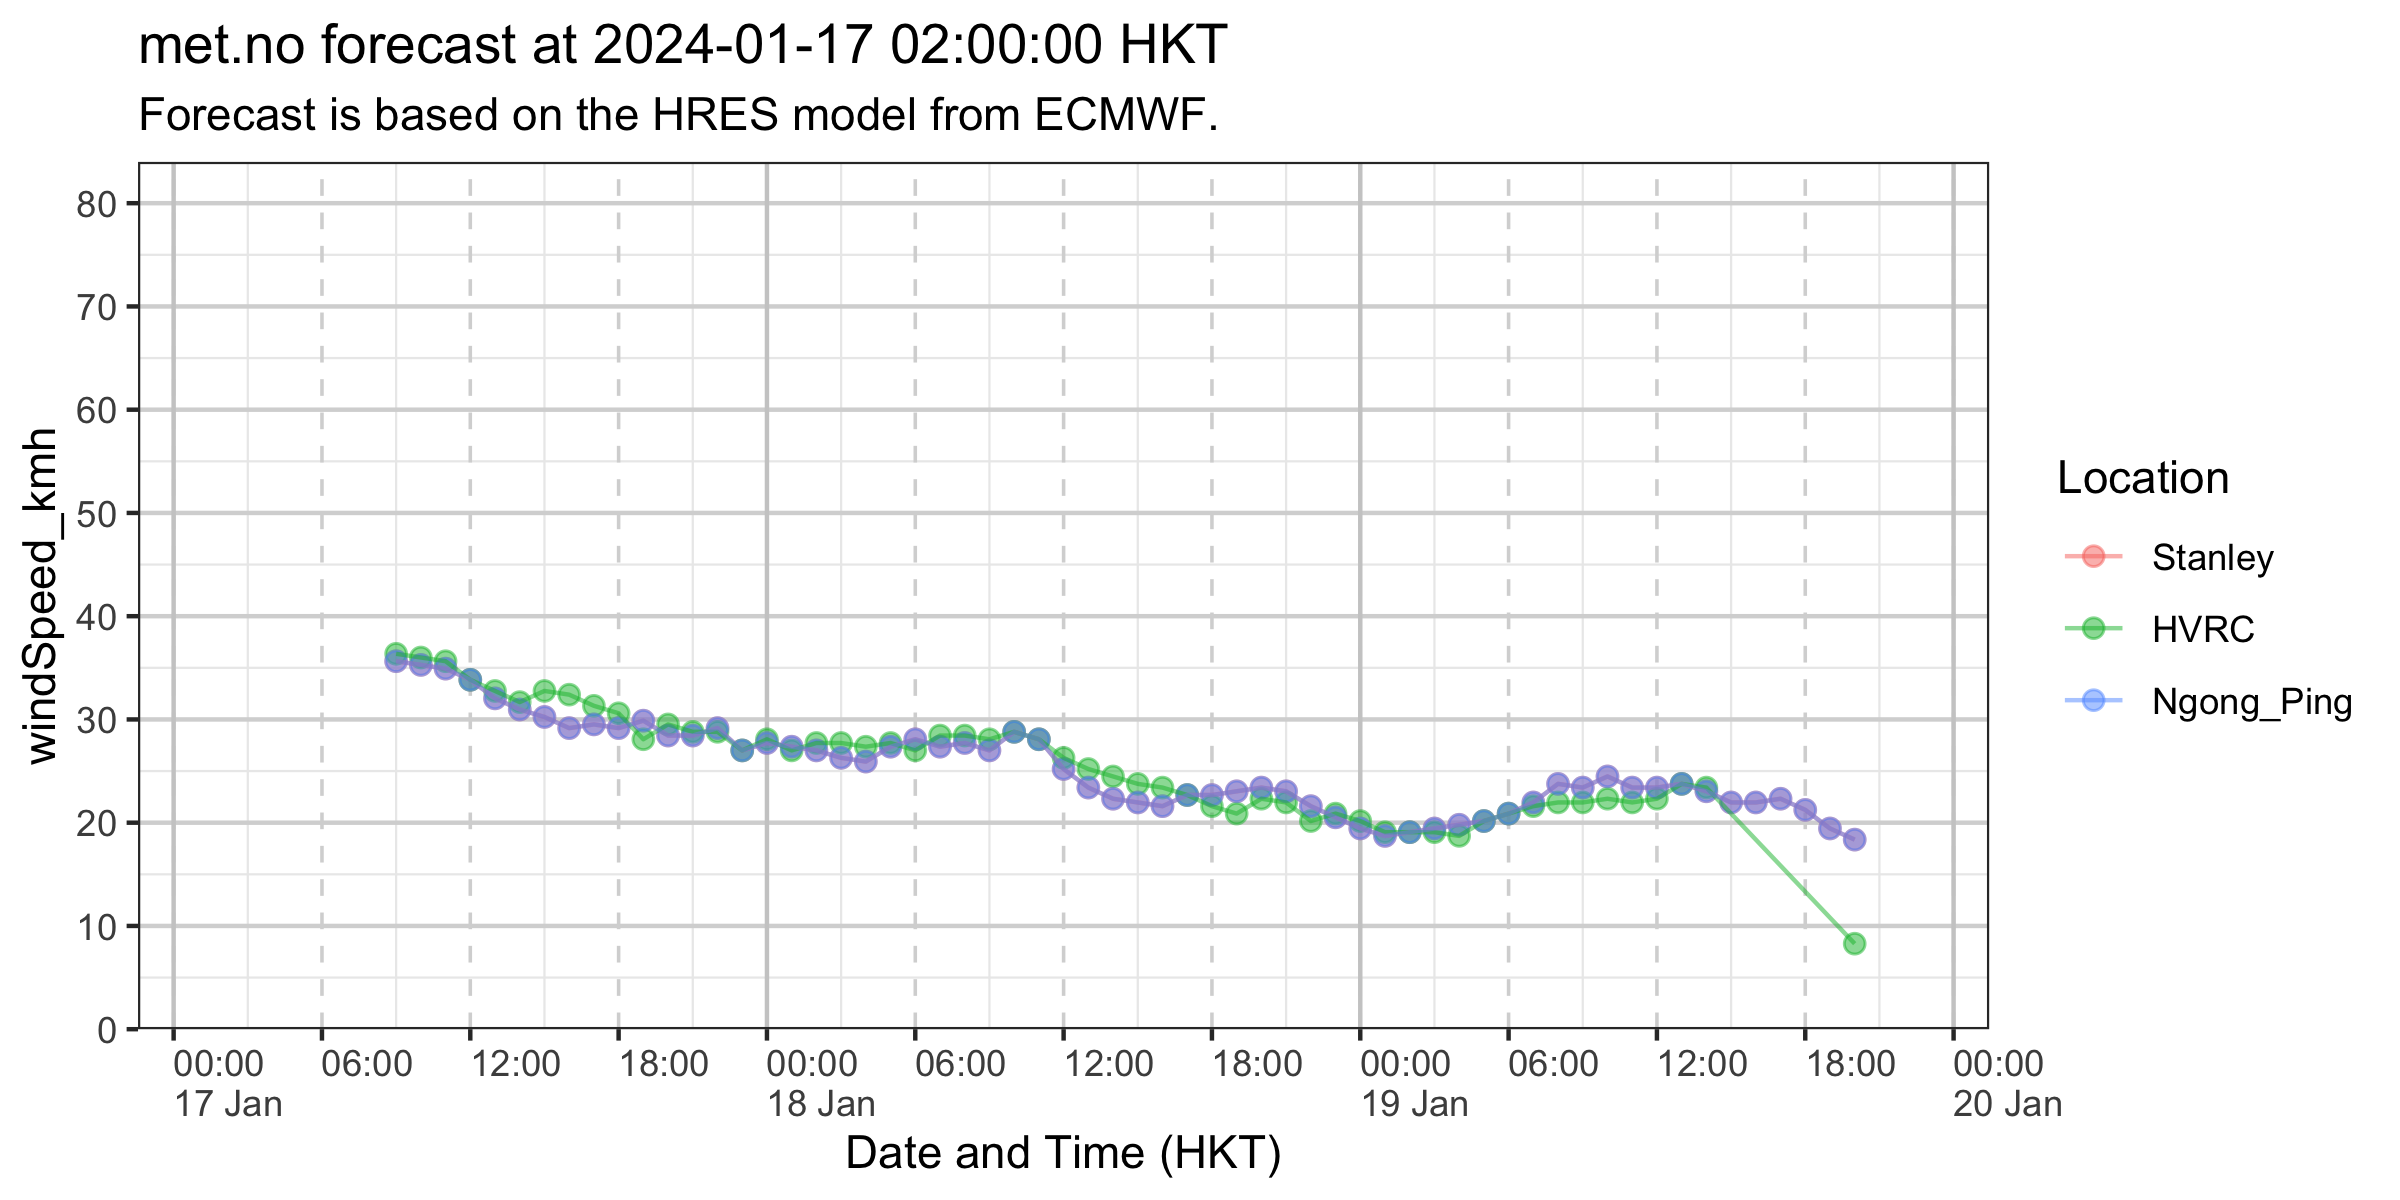 met.no forecast at 2024-01-17 02:00:00 HKT
Forecast is based on the HRES model from ECMWF.
windSpeed_kmh
80
70
60
50
40
30
20
10
0
00:00 06:00 12:00 18:00 00:00 06:00 12:00 18:00 00:00 06:00 12:00 18:00 00:00
17 Jan 18 Jan 19 Jan 20 Jan
Date and Time (HKT)
Location
Stanley
HVRC
Ngong_Ping